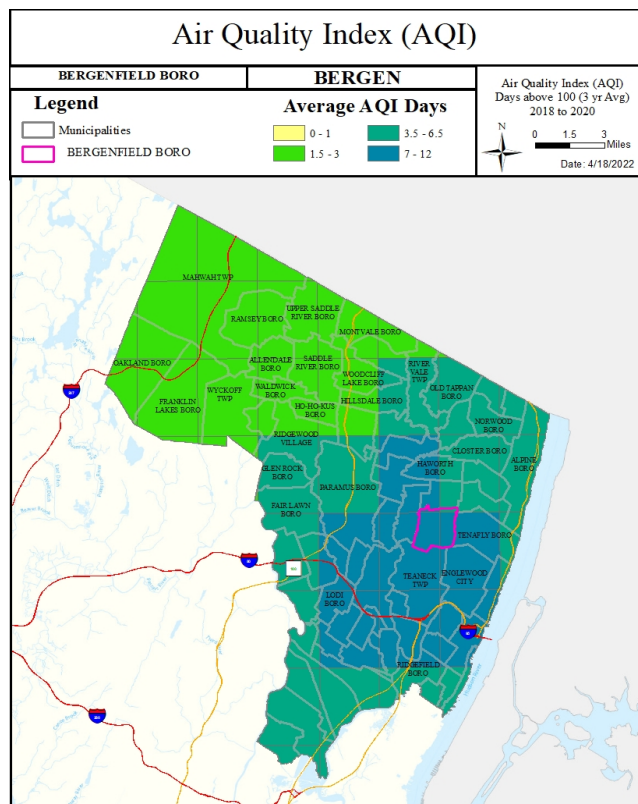 Air Quality Index (AQI)
BERGENFIELD BORO
BERGEN
Legend
Municipalities
BERGENFIELD BORO
Average AQI Days
0 - 1
1.5 - 3
3.5 - 6.5
7 - 12
Air Quality Index (AQI)
Days above 100 (3 yr Avg)
2018 to 2020
N
0 1.5 3
Miles
Date: 4/18/2022
MAHWAH TWP
RAMSEY BORO
UPPER SADDLE
RIVER BORO
MONTVALE BORO
OAKLAND BORO
ALLENDALE
BORO
SADDLE
RIVER BORO
WOODCLIFF
LAKE BORO
RIVER
VALE
TWP
OLD TAPPAN
BORO
FRANKLIN
LAKES BORO
WYCKOFF
TWP
WALDWICK
BORO
HO-HO-KUS
BORO
HILLSDALE BORO
NORWOOD
BORO
RIDGEWOOD
VILLAGE
CLOSTER BORO
ALPINE
BORO
GLEN ROCK
BORO
PARAMUS BORO
HAWORTH
BORO
FAIR LAWN
BORO
TENAFLY BORO
LODI
BORO
TEANECK
TWP
ENGLEWOOD
CITY
RIDGEFIELD
BORO